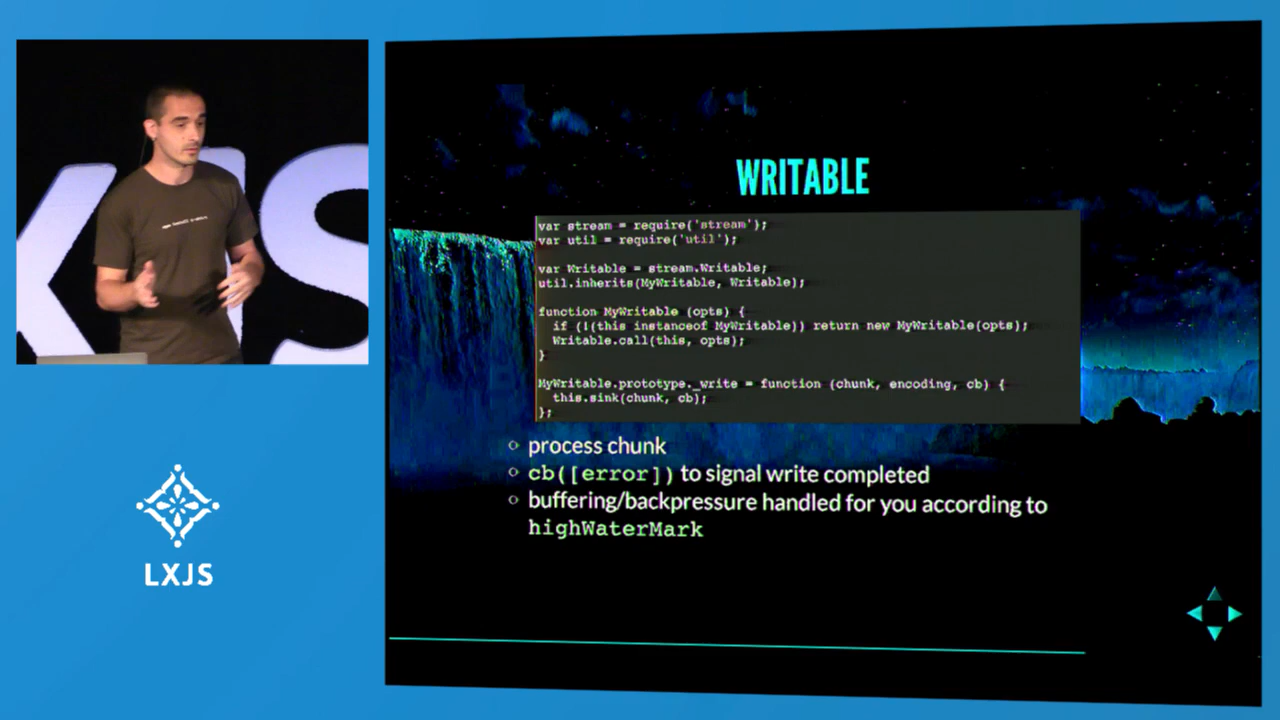 WRITABLE
var stream = require('stream');
var util = require('util');
var Writable = stream.Writable;
util.inherits(MyWritable, Writable);
function MyWritable (opts) {
if (!(this instanceof MyWritable)) return new MyWritable(opts);
Writable.call(this, opts);
}
MyWritable.prototype._write = function (chunk, encoding, cb) {
this.sink(chunk, cb);
};
process chunk
cb([error]) to signal write completed
buffering/backpressure handled for you according to
highWaterMark
LXJS